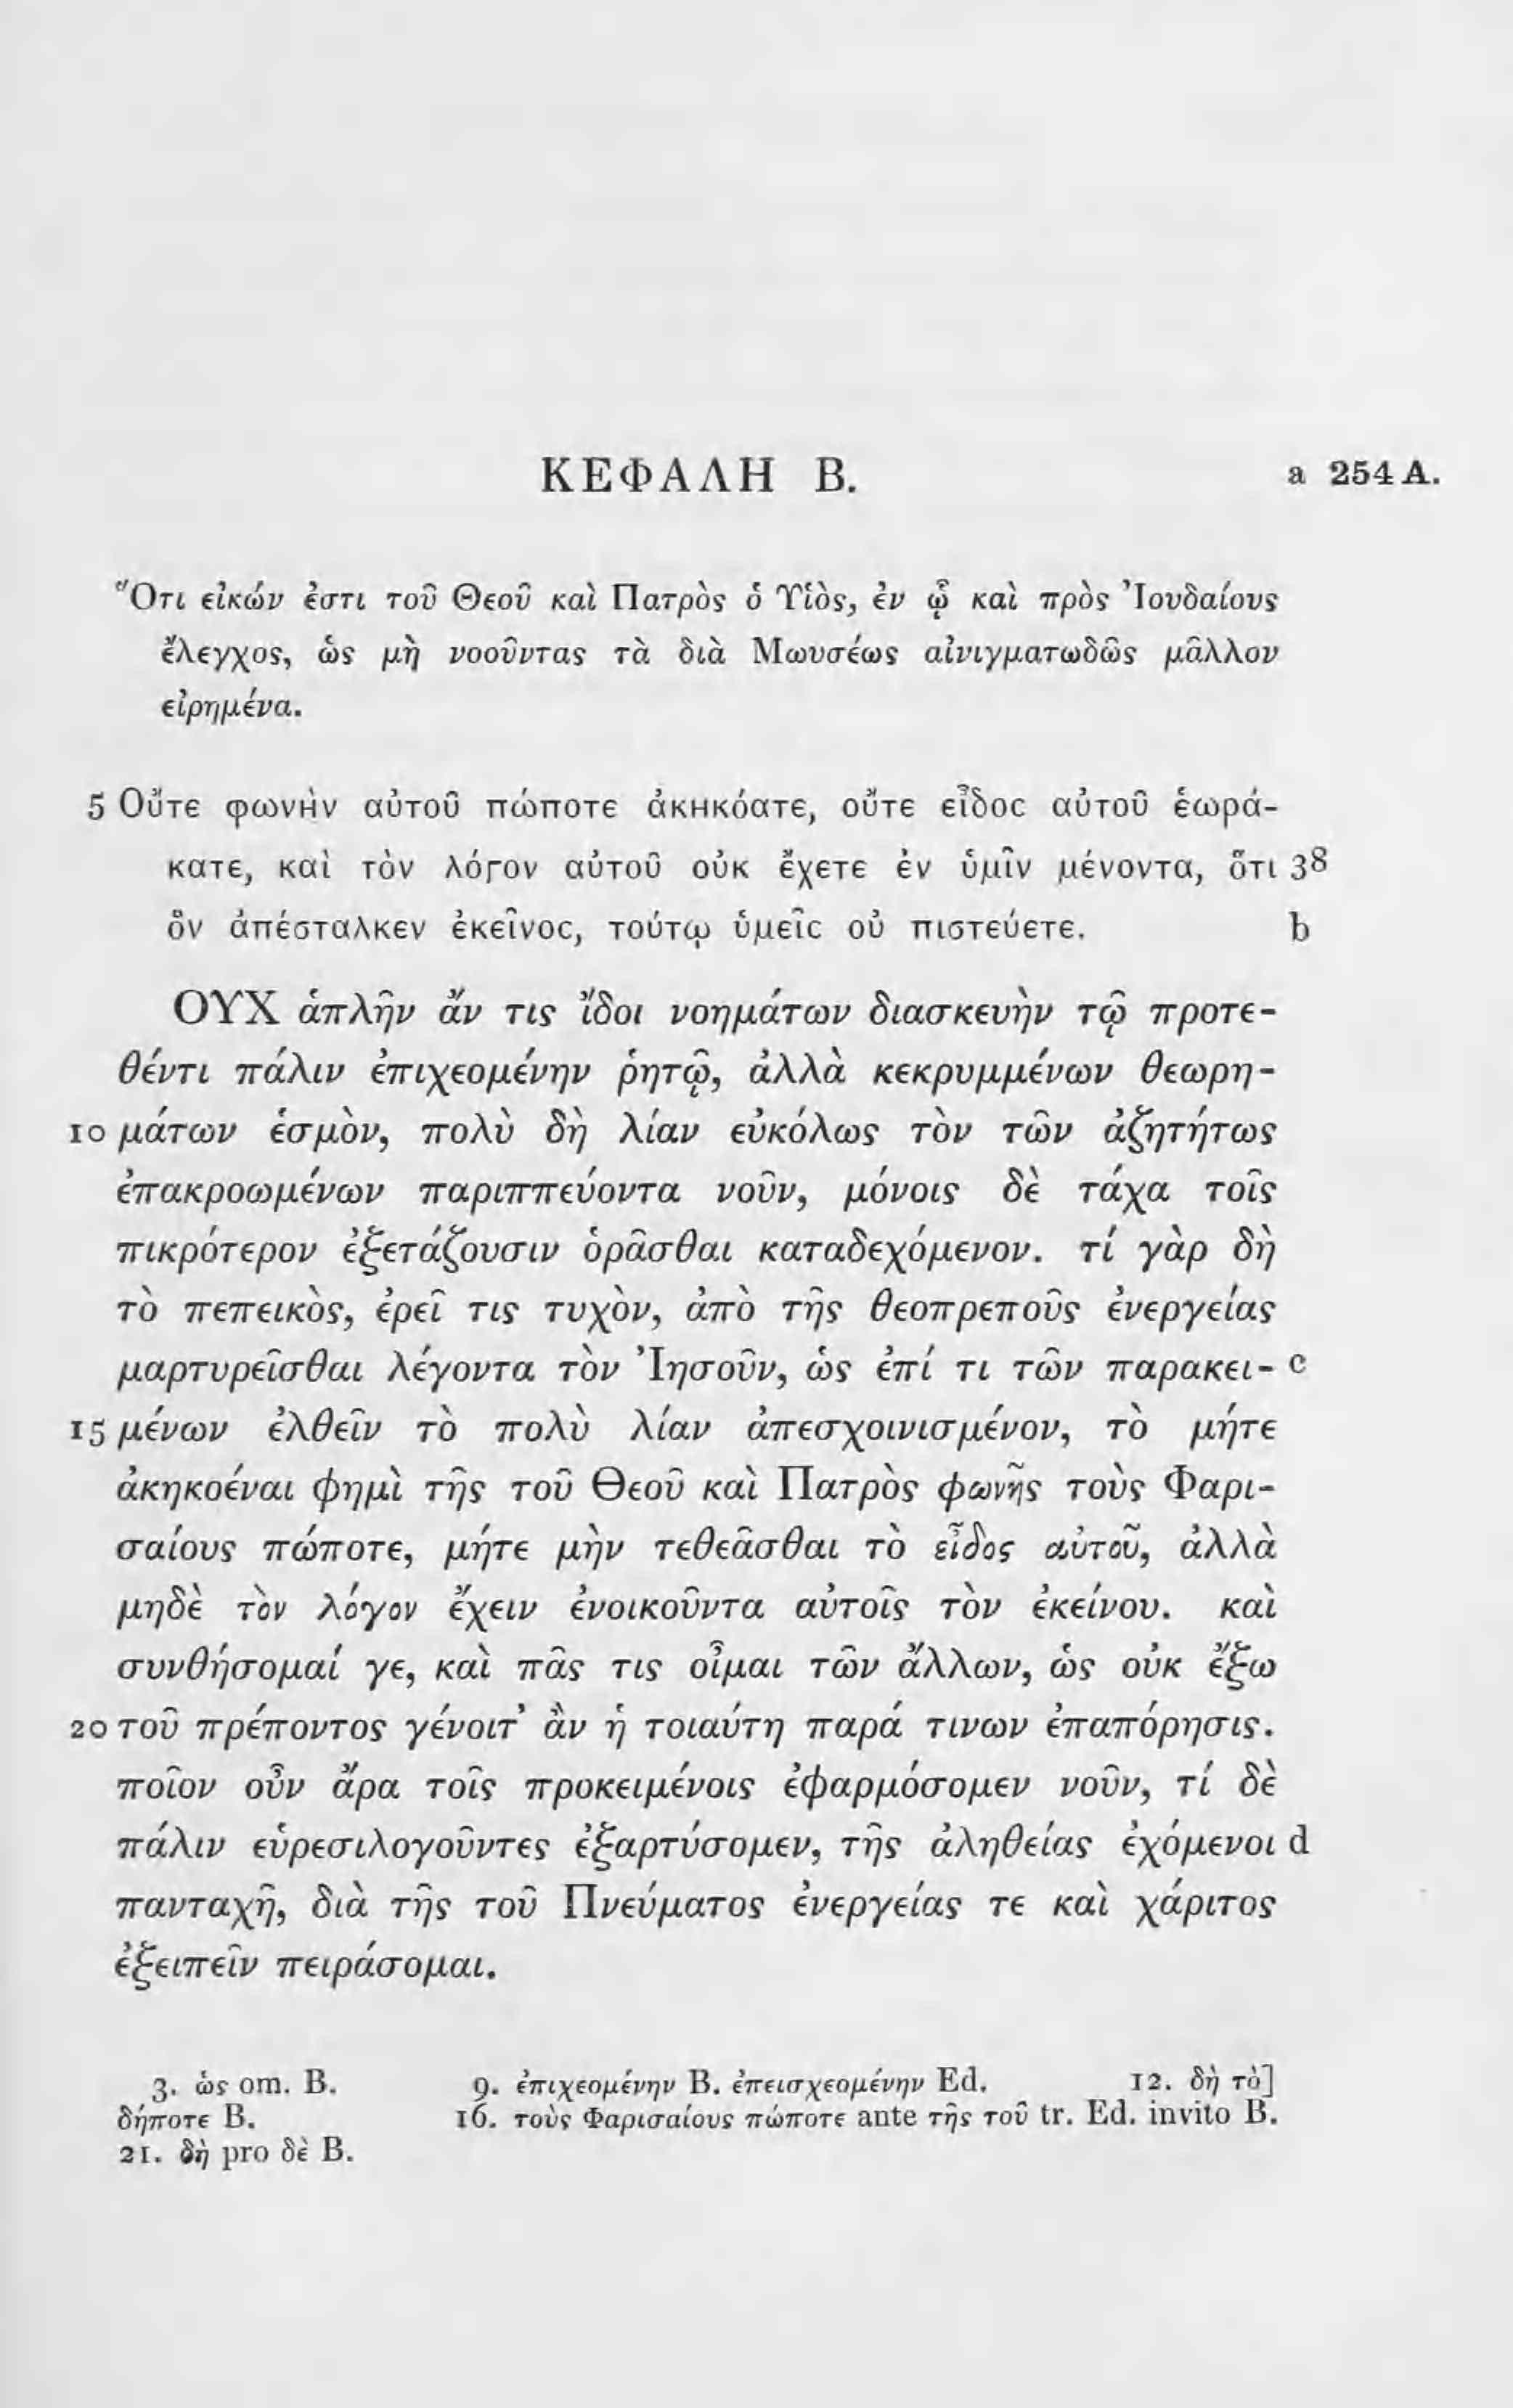 ΚΕΦΑΛΗ Β. a 254 A.
Ὅτι εἰκών ἐστι τοῦ Θεοῦ καὶ Πατρὸς ὁ Υἱὸς, ἐν ᾧ καὶ πρὸς Ἰουδαίους
ἔλεγχος, ὡς μὴ νοοῦντας τὰ διὰ Μωυσέως αἰνιγματωδῶς μᾶλλον
εἰρημένα.
5 Οὔτε φωνὴν αὐτοῦ πώποτε ἀκηκόατε, οὔτε εἶδος αὐτοῦ ἑωρά-
κατε, καὶ τὸν λόγον αὐτοῦ οὐκ ἔχετε ἐν ὑμῖν μένοντα, ὅτι 38
ὃν ἀπέσταλκεν ἐκεῖνος, τούτῳ ὑμεῖς οὐ πιστεύετε. b
ΟΥΧ ἁπλῆν ἄν τις ἴδοι νοημάτων διασκευὴν τῷ προτε-
θέντι πάλιν ἐπιχεομένην ῥητῷ, ἀλλὰ κεκρυμμένων θεωρη-
10 μάτων ἑσμὸν, πολὺ δὴ λίαν εὐκόλως τὸν τῶν ἀζητήτως
ἐπακροωμένων παριππεύοντα νοῦν, μόνοις δὲ τάχα τοῖς
πικρότερον ἐξετάζουσιν ὁρᾶσθαι καταδεχόμενον. τί γὰρ δὴ
τὸ πεπεικὸς, ἐρεῖ τις τυχὸν, ἀπὸ τῆς θεοπρεποῦς ἐνεργείας
μαρτυρεῖσθαι λέγοντα τὸν Ἰησοῦν, ὡς ἐπί τι τῶν παρακει- c
15 μένων ἐλθεῖν τὸ πολὺ λίαν ἀπεσχοινισμένον, τὸ μήτε
ἀκηκοέναι φημὶ τῆς τοῦ Θεοῦ καὶ Πατρὸς φωνῆς τοὺς Φαρι-
σαίους πώποτε, μήτε μὴν τεθεᾶσθαι τὸ εἶδος αὐτοῦ, ἀλλὰ
μηδὲ τὸν λόγον ἔχειν ἐνοικοῦντα αὐτοῖς τὸν ἐκείνου. καὶ
συνθήσομαί γε, καὶ πᾶς τις οἶμαι τῶν ἄλλων, ὡς οὐκ ἔξω
20 τοῦ πρέποντος γένοιτ' ἂν ἡ τοιαύτη παρά τινων ἐπαπόρησις.
ποῖον οὖν ἄρα τοῖς προκειμένοις ἐφαρμόσομεν νοῦν, τί δὲ
πάλιν εὑρεσιλογοῦντες ἐξαρτύσομεν, τῆς ἀληθείας ἐχόμενοι d
πανταχῆ, διὰ τῆς τοῦ Πνεύματος ἐνεργείας τε καὶ χάριτος
ἐξειπεῖν πειράσομαι.
3. ὡς om. B. 9. ἐπιχεομένην B. ἐπεισχεομένην Ed. 12. δὴ τὸ]
δήποτε B. 16. τοὺς Φαρισαίους πώποτε ante τῆς τοῦ tr. Ed. invito B.
21. δὴ pro δὲ B.